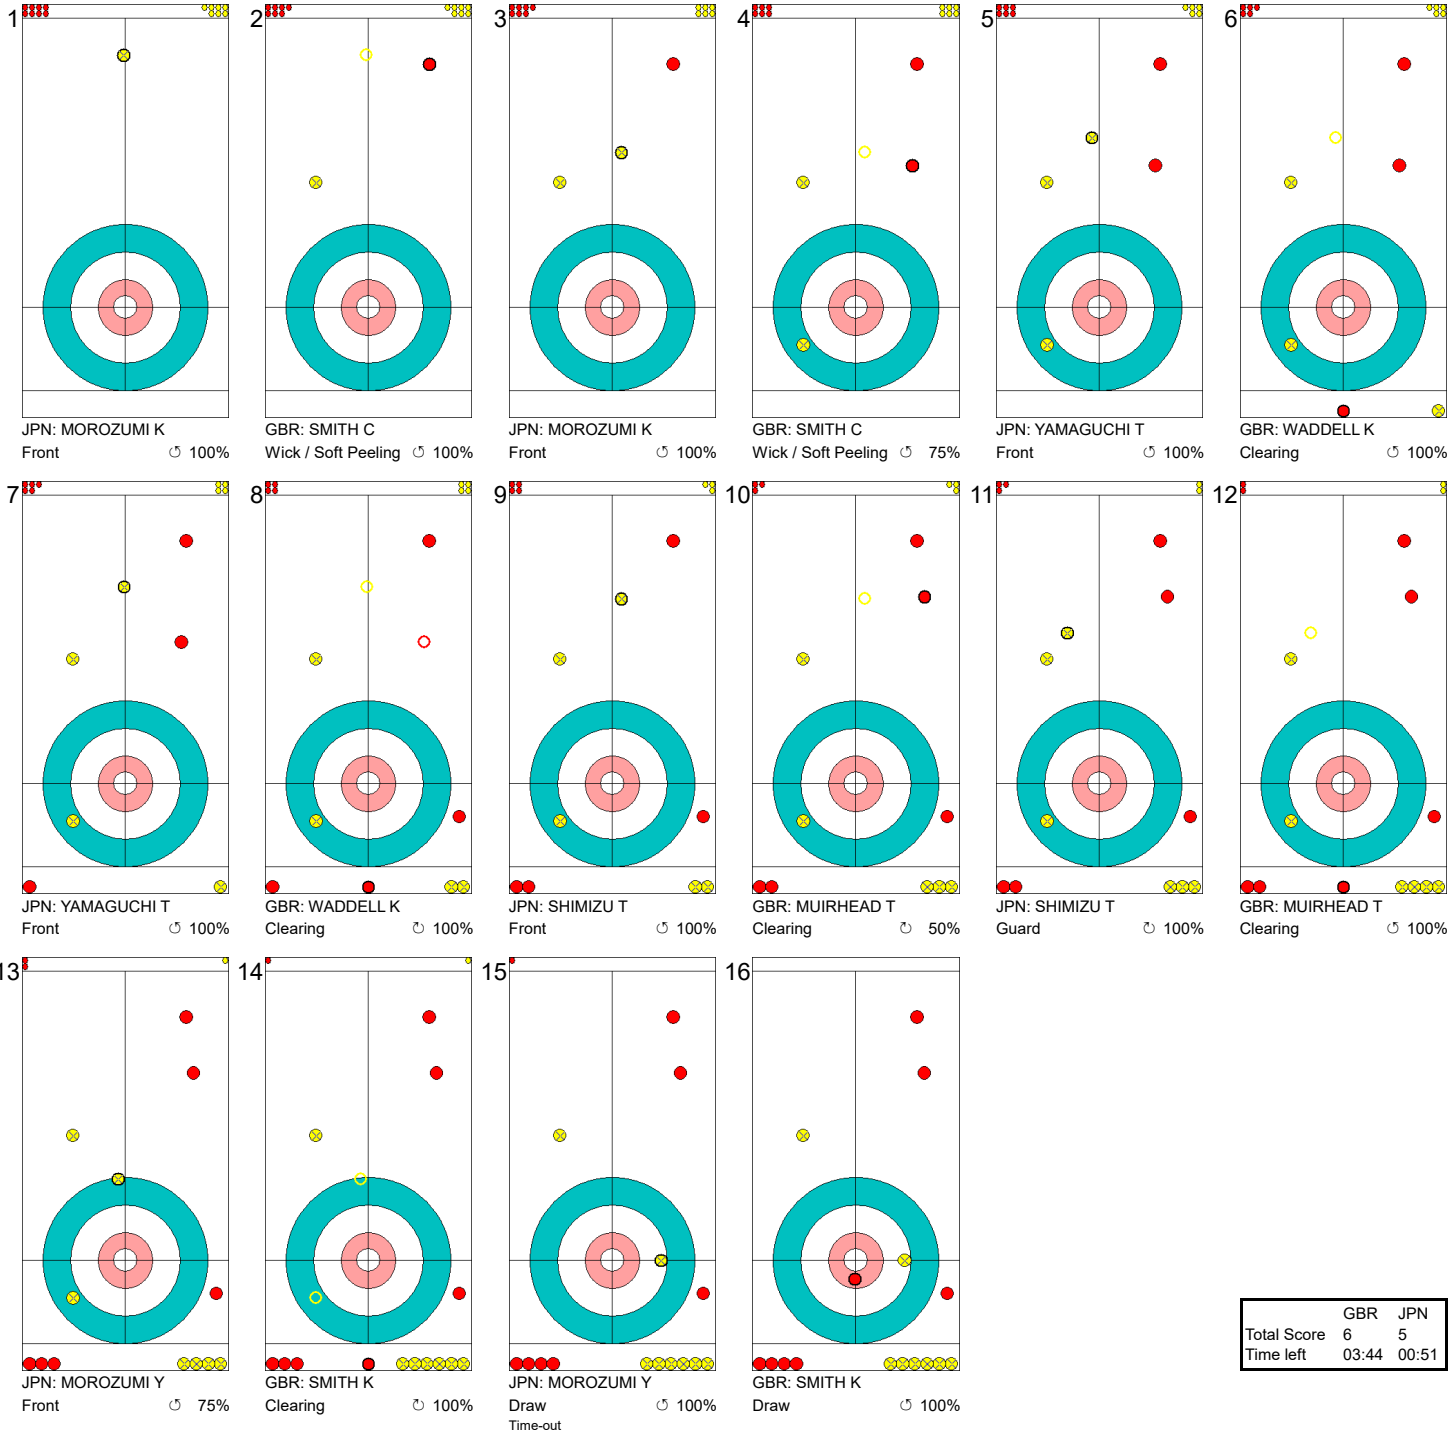 1
JPN: MOROZUMI K
Front ↺ 100%
2
GBR: SMITH C
Wick / Soft Peeling ↺ 100%
3
JPN: MOROZUMI K
Front ↺ 100%
4
GBR: SMITH C
Wick / Soft Peeling ↺ 75%
5
JPN: YAMAGUCHI T
Front ↺ 100%
6
GBR: WADDELL K
Clearing ↻ 100%
7
JPN: YAMAGUCHI T
Front ↺ 100%
8
GBR: WADDELL K
Clearing ↻ 100%
9
JPN: SHIMIZU T
Front ↺ 100%
10
GBR: MUIRHEAD T
Clearing ↻ 50%
11
JPN: SHIMIZU T
Guard ↺ 100%
12
GBR: MUIRHEAD T
Clearing ↻ 100%
13
JPN: MOROZUMI Y
Front ↺ 75%
14
GBR: SMITH K
Clearing ↻ 100%
15
JPN: MOROZUMI Y
Draw ↺ 100%
Time-out
16
GBR: SMITH K
Draw ↺ 100%
GBR JPN
Total Score 6 5
Time left 03:44 00:51